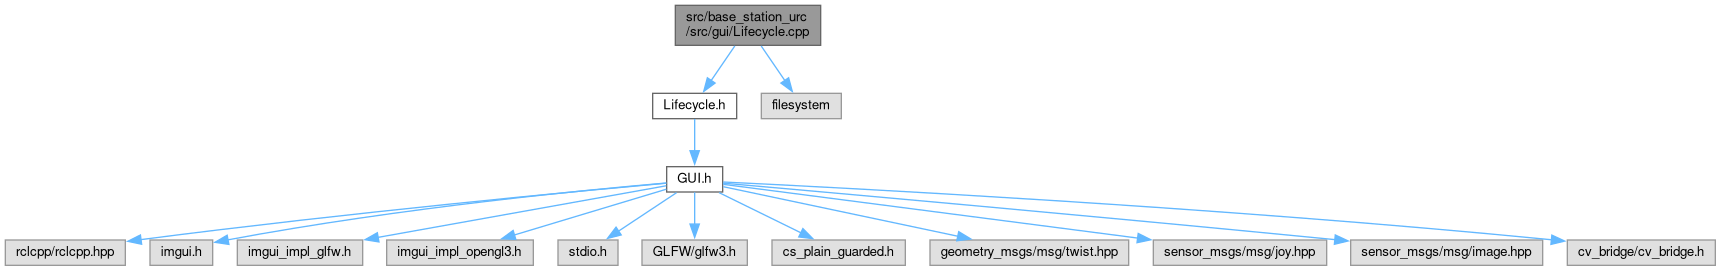 src/base_station_urc
/src/gui/Lifecycle.cpp
Lifecycle.h
filesystem
GUI.h
rclcpp/rclcpp.hpp
imgui.h
imgui_impl_glfw.h
imgui_impl_opengl3.h
stdio.h
GLFW/glfw3.h
cs_plain_guarded.h
geometry_msgs/msg/twist.hpp
sensor_msgs/msg/joy.hpp
sensor_msgs/msg/image.hpp
cv_bridge/cv_bridge.h